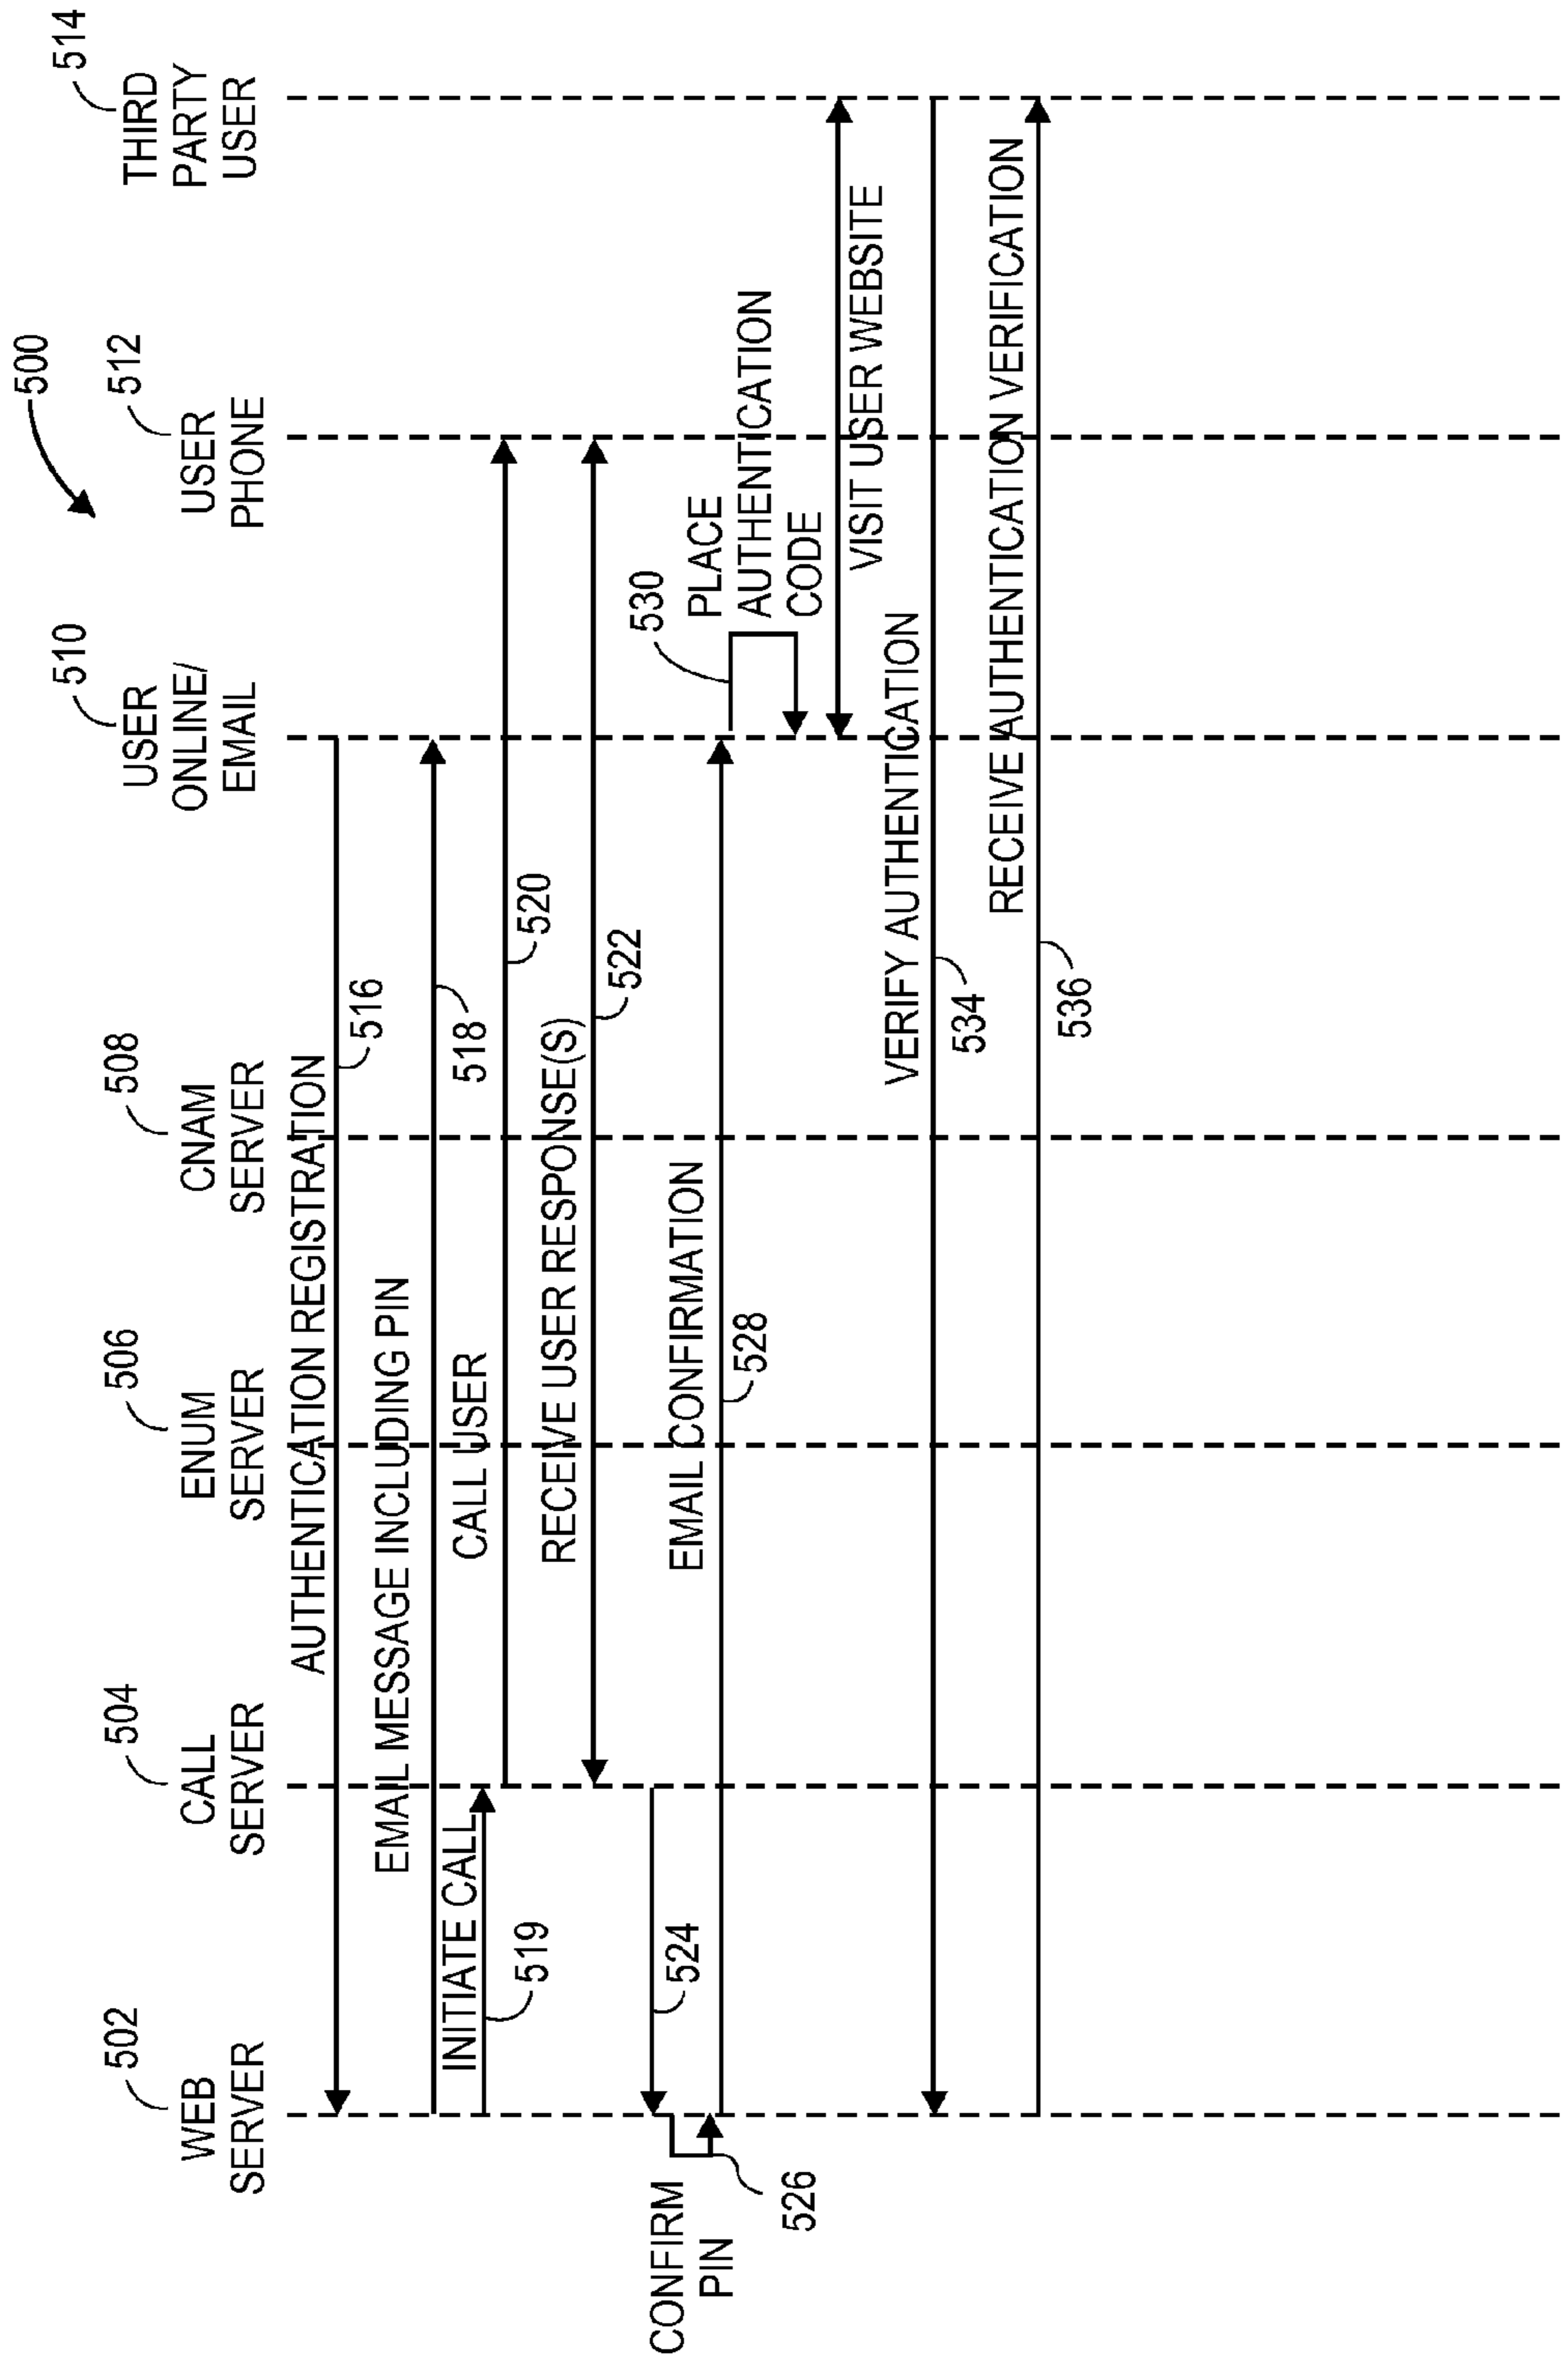 500
502
WEB
SERVER
504
CALL
SERVER
506
ENUM
SERVER
508
CNAM
SERVER
510
USER
ONLINE/
EMAIL
512
USER
PHONE
514
THIRD
PARTY
USER
AUTHENTICATION REGISTRATION
516
EMAIL MESSAGE INCLUDING PIN
518
INITIATE CALL
519
CALL USER
520
RECEIVE USER RESPONSE(S)
522
524
CONFIRM
PIN
526
EMAIL CONFIRMATION
528
530
PLACE
AUTHENTICATION
CODE
VISIT USER WEBSITE
VERIFY AUTHENTICATION
534
RECEIVE AUTHENTICATION VERIFICATION
536